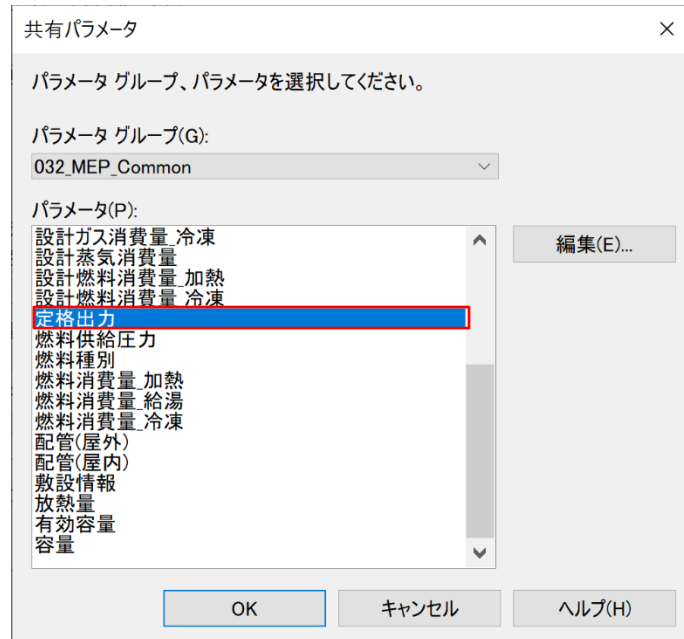 共有パラメータ
パラメータ グループ、パラメータを選択してください。
パラメータ グループ(G):
032_MEP_Common
パラメータ(P):
設計ガス消費量_冷凍
設計蒸気消費量
設計燃料消費量_加熱
設計燃料消費量_冷凍
定格出力
燃料供給圧力
燃料種別
燃料消費量_加熱
燃料消費量_給湯
燃料消費量_冷凍
配管(屋外)
配管(屋内)
敷設情報
放熱量
有効容量
容量
編集(E)...
OK
キャンセル
ヘルプ(H)